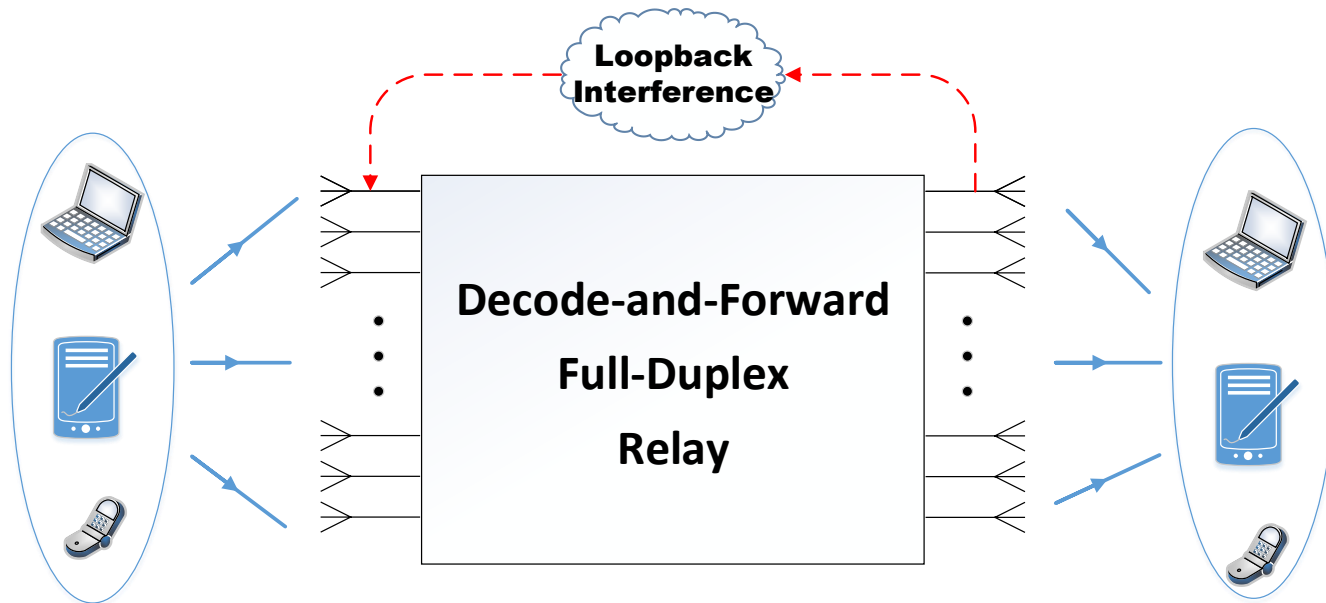 Loopback
Interference
Decode-and-Forward
Full-Duplex
Relay